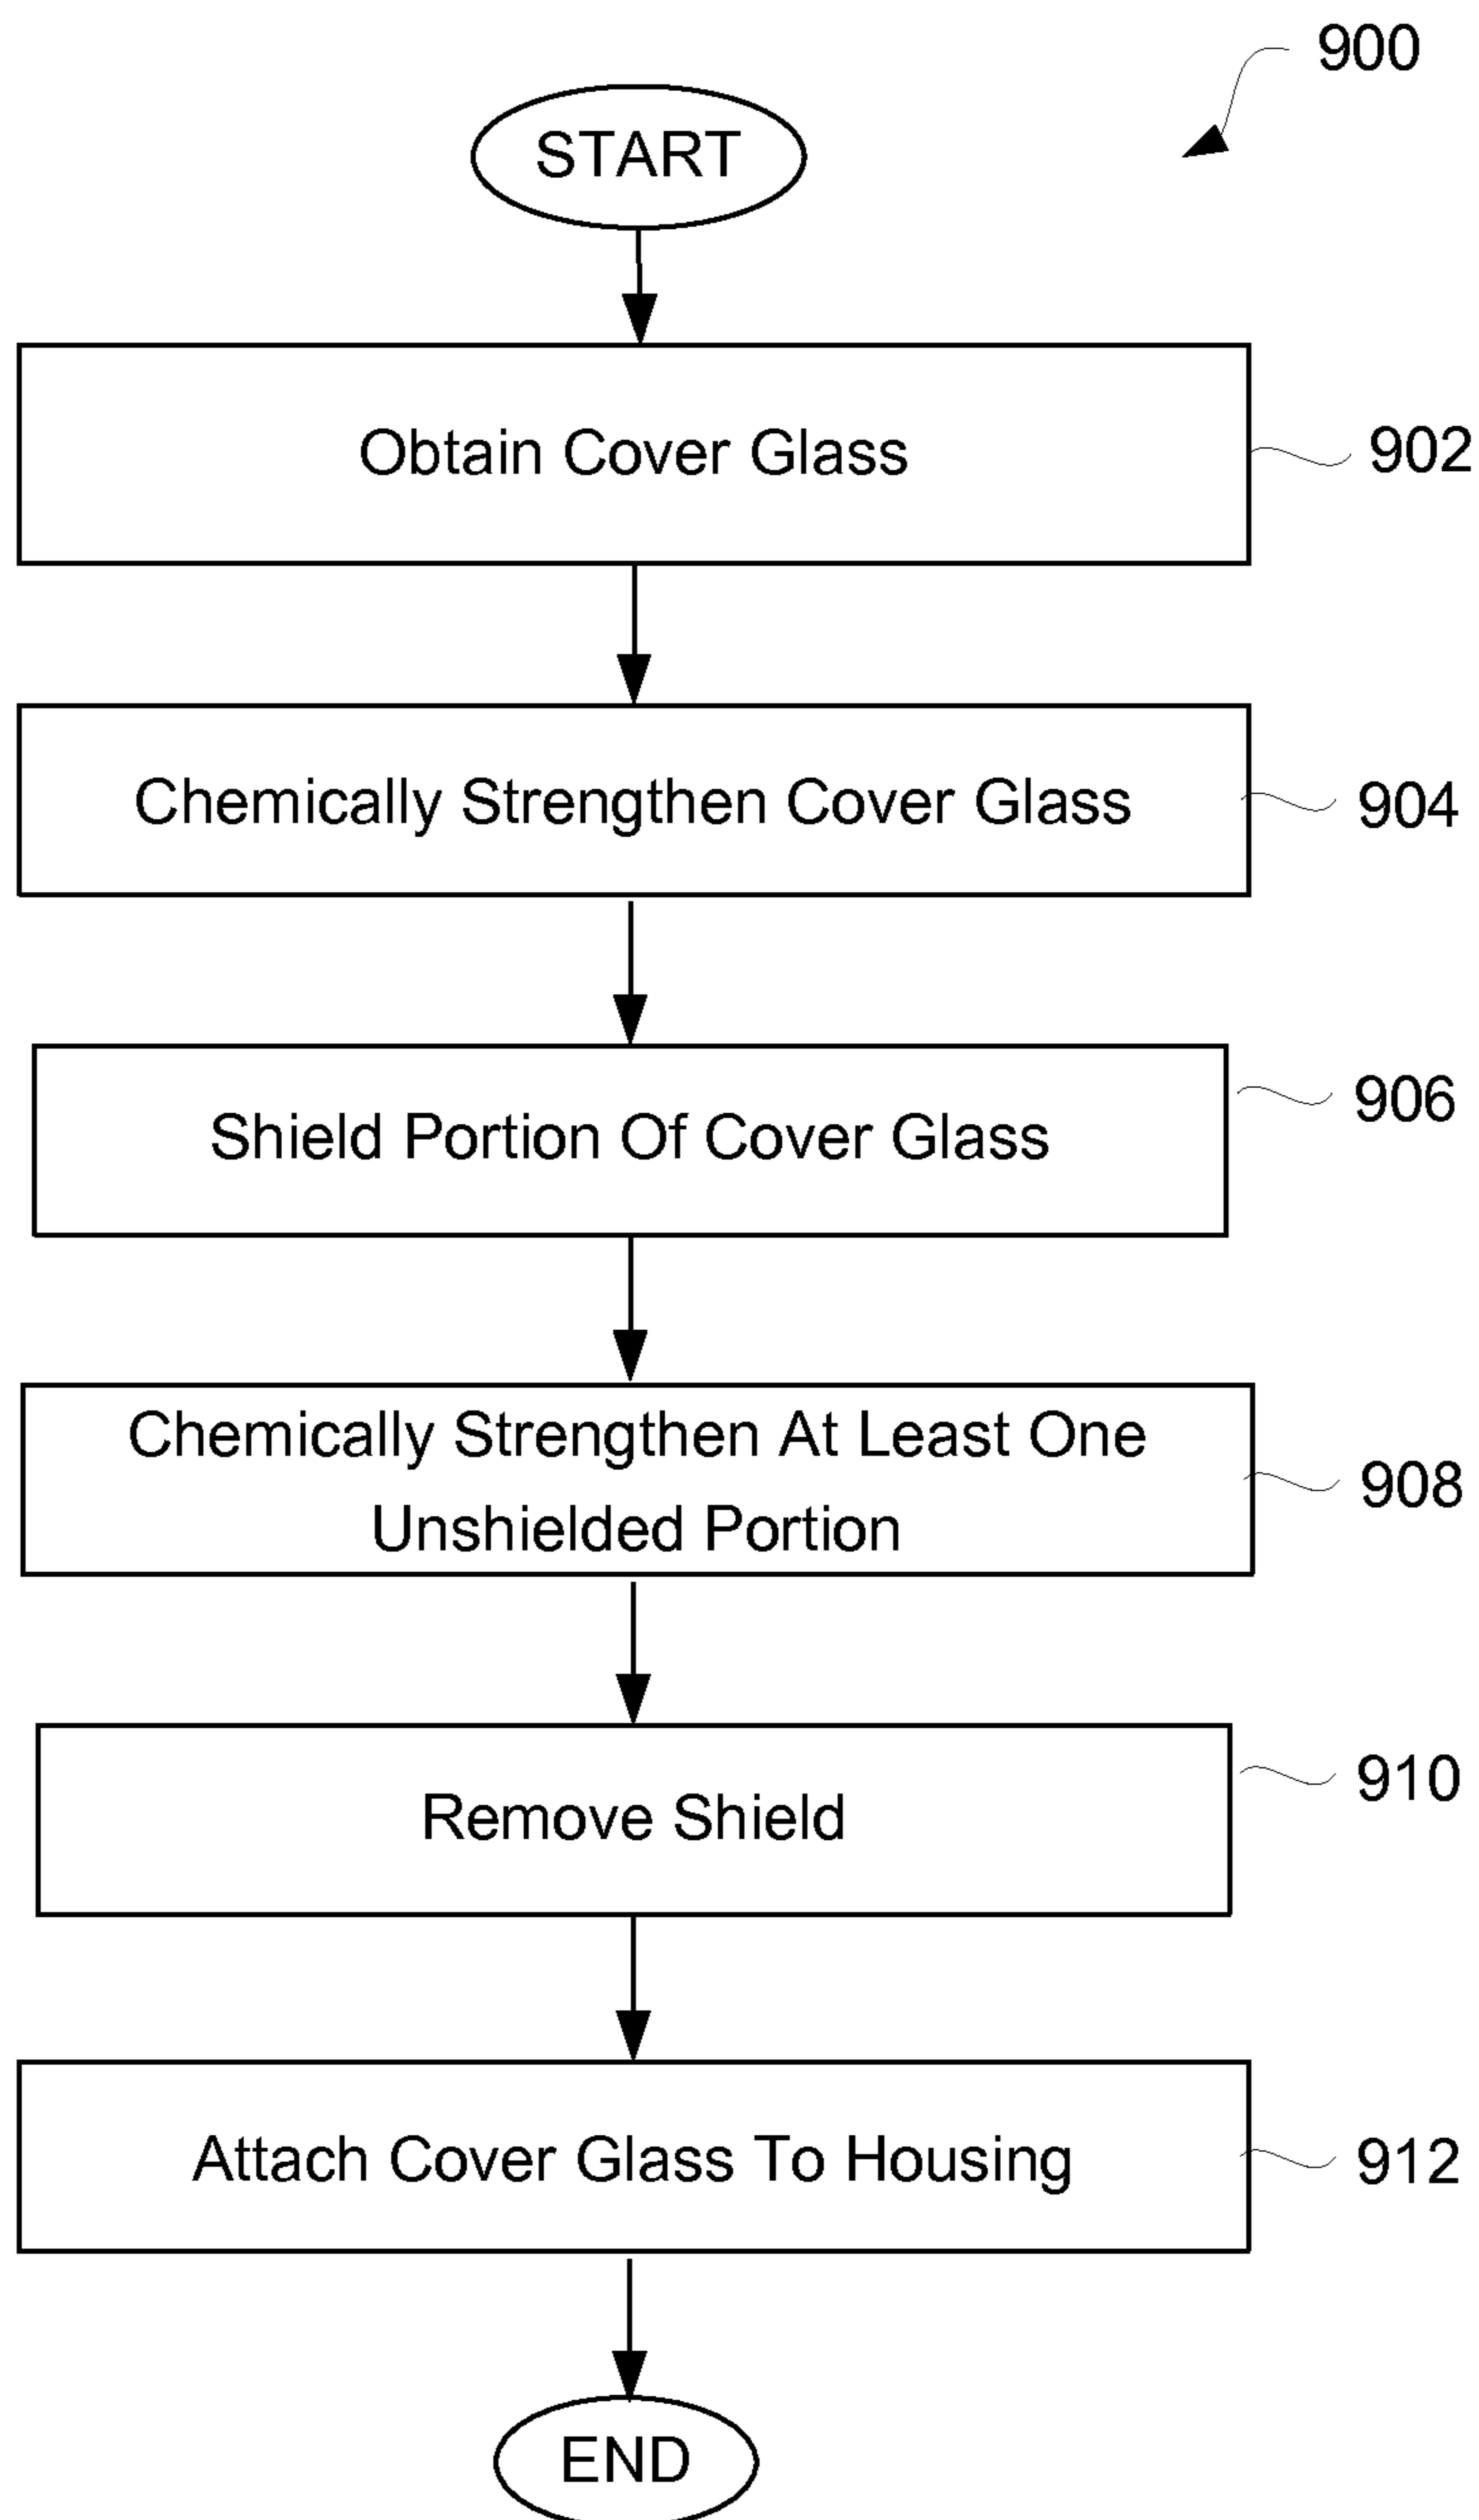 900
START
Obtain Cover Glass
902
Chemically Strengthen Cover Glass
904
Shield Portion Of Cover Glass
906
Chemically Strengthen At Least One
Unshielded Portion
908
Remove Shield
910
Attach Cover Glass To Housing
912
END